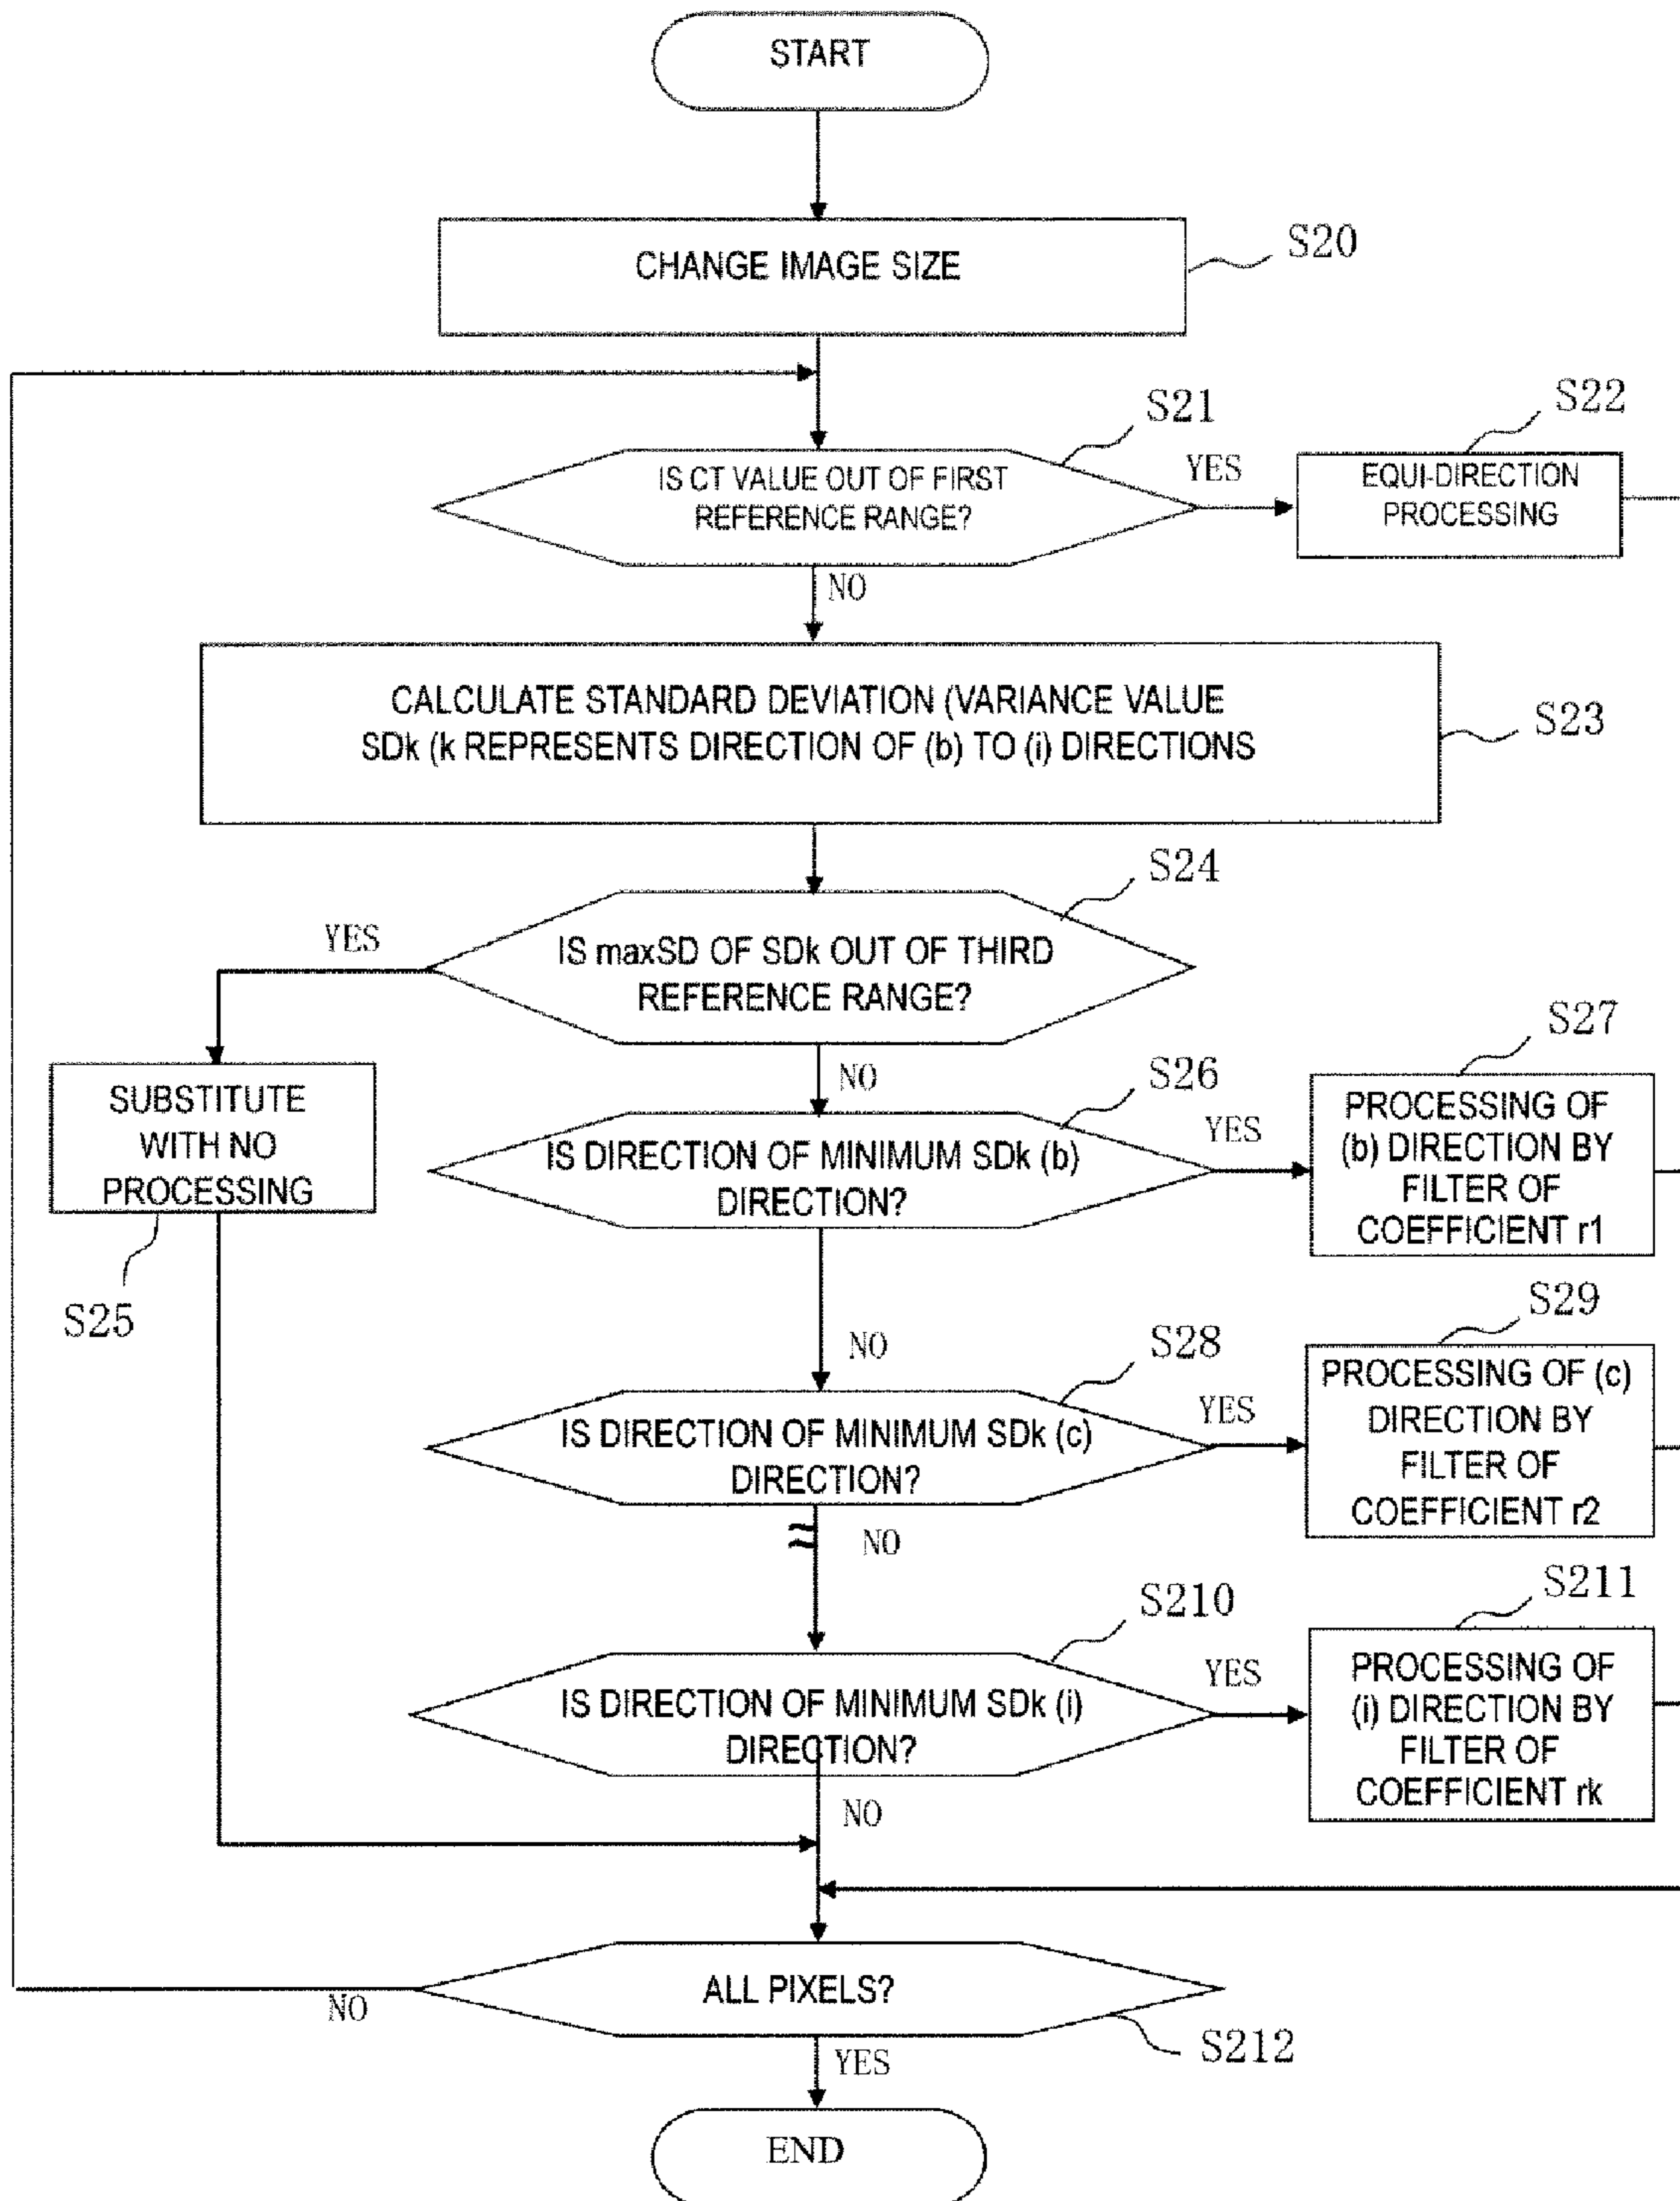 START
CHANGE IMAGE SIZE
S20
S21
IS CT VALUE OUT OF FIRST
REFERENCE RANGE?
YES
S22
EQUI-DIRECTION
PROCESSING
NO
CALCULATE STANDARD DEVIATION (VARIANCE VALUE
SDk (k REPRESENTS DIRECTION OF (b) TO (i) DIRECTIONS
S23
S24
IS maxSD OF SDk OUT OF THIRD
REFERENCE RANGE?
YES
SUBSTITUTE
WITH NO
PROCESSING
S25
NO
S26
IS DIRECTION OF MINIMUM SDk (b)
DIRECTION?
YES
S27
PROCESSING OF
(b) DIRECTION BY
FILTER OF
COEFFICIENT r1
NO
S28
IS DIRECTION OF MINIMUM SDk (c)
DIRECTION?
YES
S29
PROCESSING OF (c)
DIRECTION BY
FILTER OF
COEFFICIENT r2
NO
S210
IS DIRECTION OF MINIMUM SDk (i)
DIRECTION?
YES
S211
PROCESSING OF
(i) DIRECTION BY
FILTER OF
COEFFICIENT rk
NO
ALL PIXELS?
NO
S212
YES
END